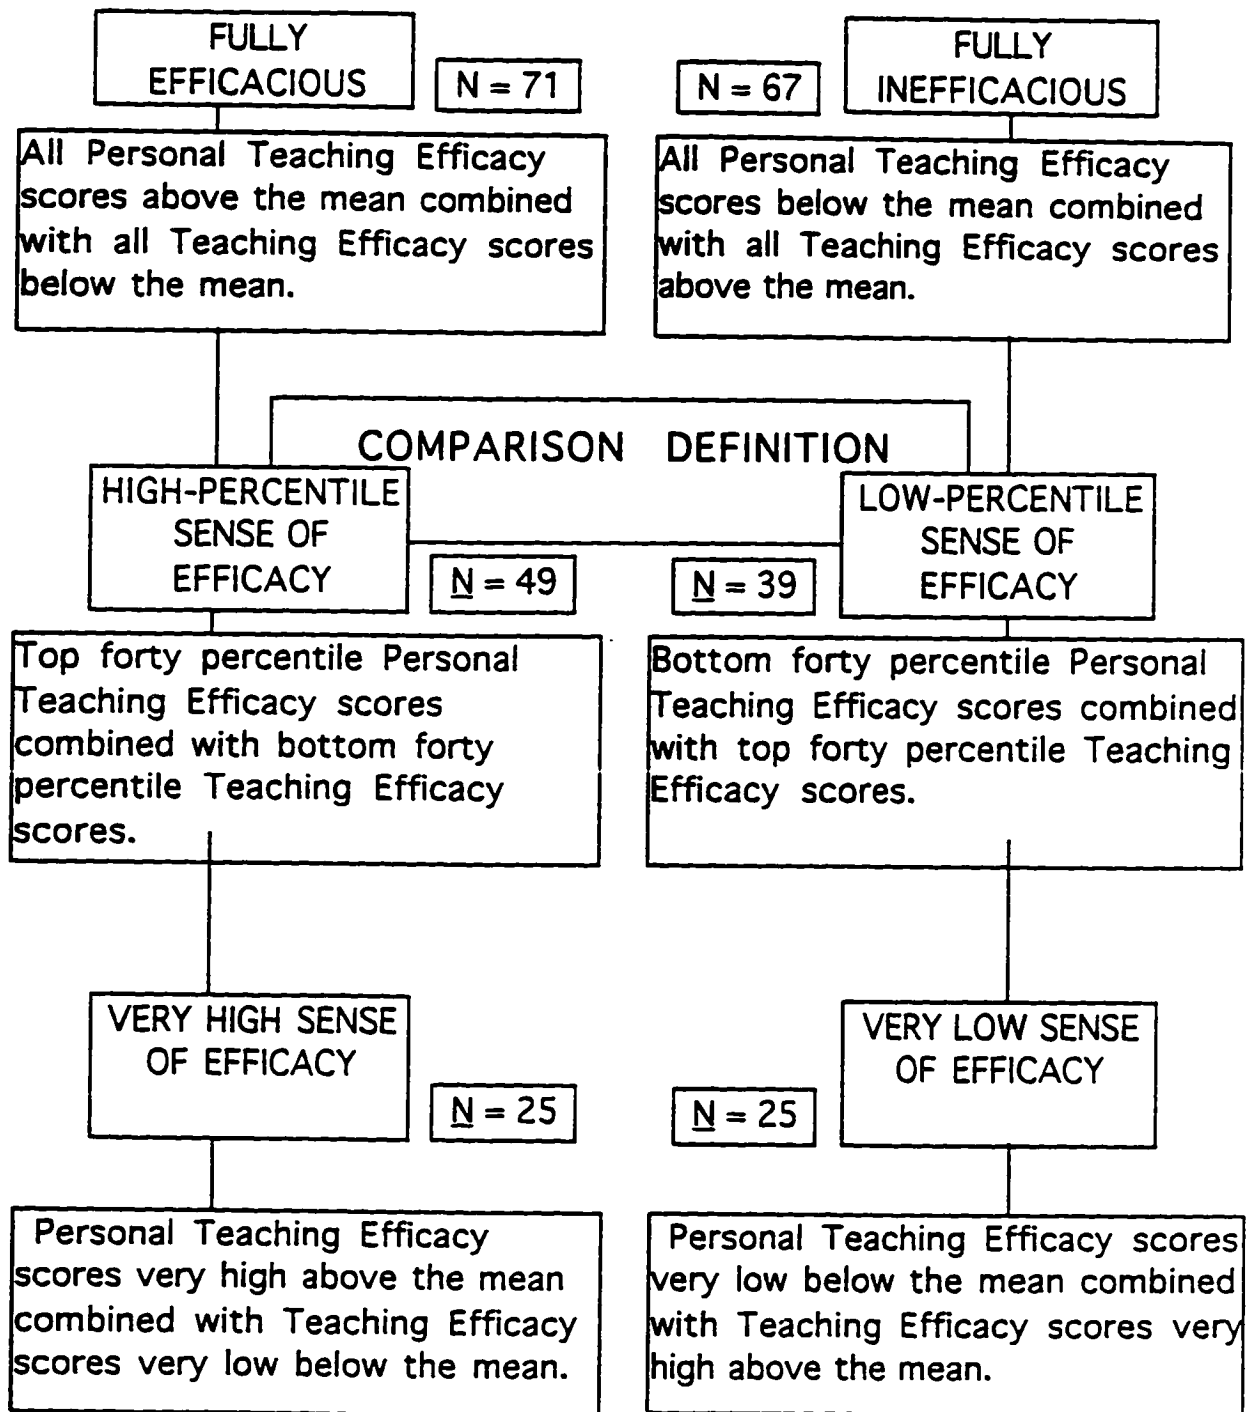 FULLY
EFFICACIOUS
N = 71
N = 67
FULLY
INEFFICACIOUS
All Personal Teaching Efficacy
scores above the mean combined
with all Teaching Efficacy scores
below the mean.
All Personal Teaching Efficacy
scores below the mean combined
with all Teaching Efficacy scores
above the mean.
COMPARISON DEFINITION
HIGH-PERCENTILE
SENSE OF
EFFICACY
N = 49
N = 39
LOW-PERCENTILE
SENSE OF
EFFICACY
Top forty percentile Personal
Teaching Efficacy scores
combined with bottom forty
percentile Teaching Efficacy
scores.
Bottom forty percentile Personal
Teaching Efficacy scores combined
with top forty percentile Teaching
Efficacy scores.
VERY HIGH SENSE
OF EFFICACY
N = 25
N = 25
VERY LOW SENSE
OF EFFICACY
Personal Teaching Efficacy
scores very high above the mean
combined with Teaching Efficacy
scores very low below the mean.
Personal Teaching Efficacy scores
very low below the mean combined
with Teaching Efficacy scores very
high above the mean.